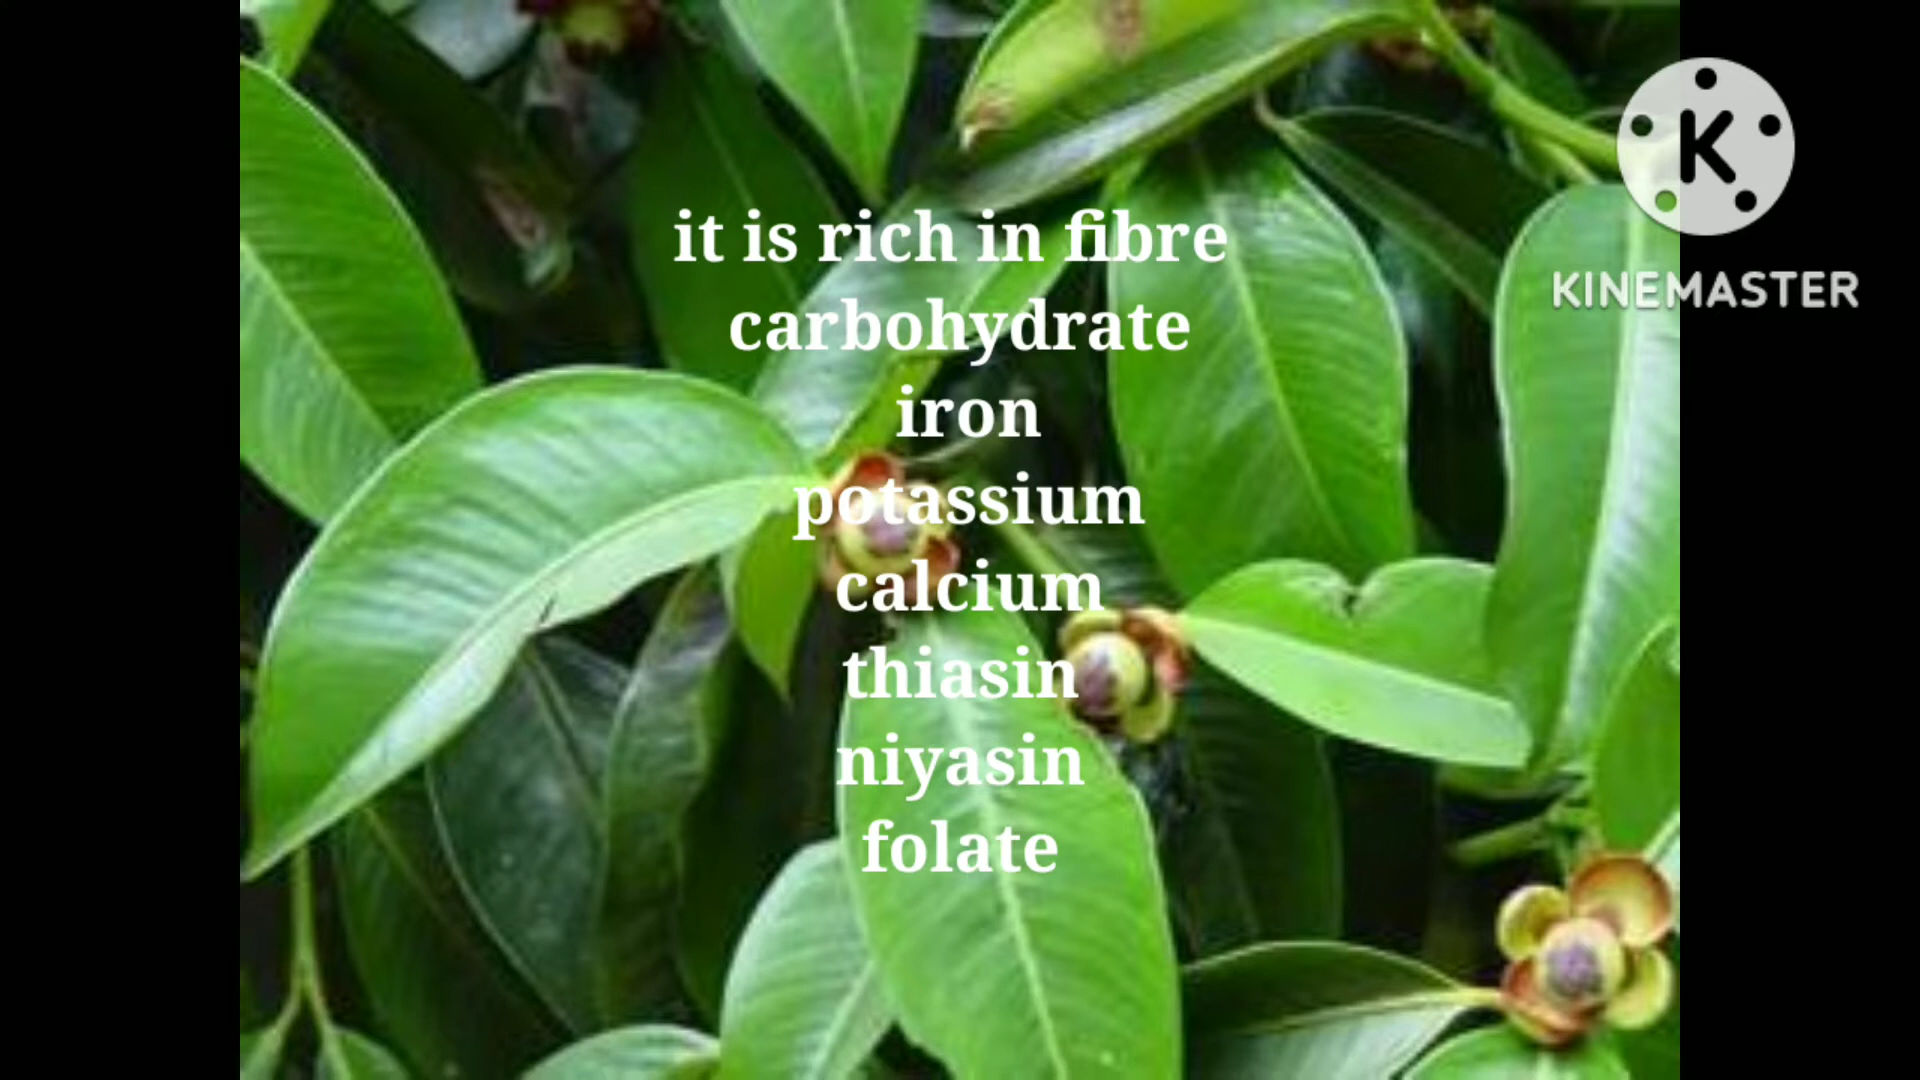 it is rich in fibre
carbohydrate
iron
potassium
calcium
thiasin
niyasin
folate
K
KINEMASTER